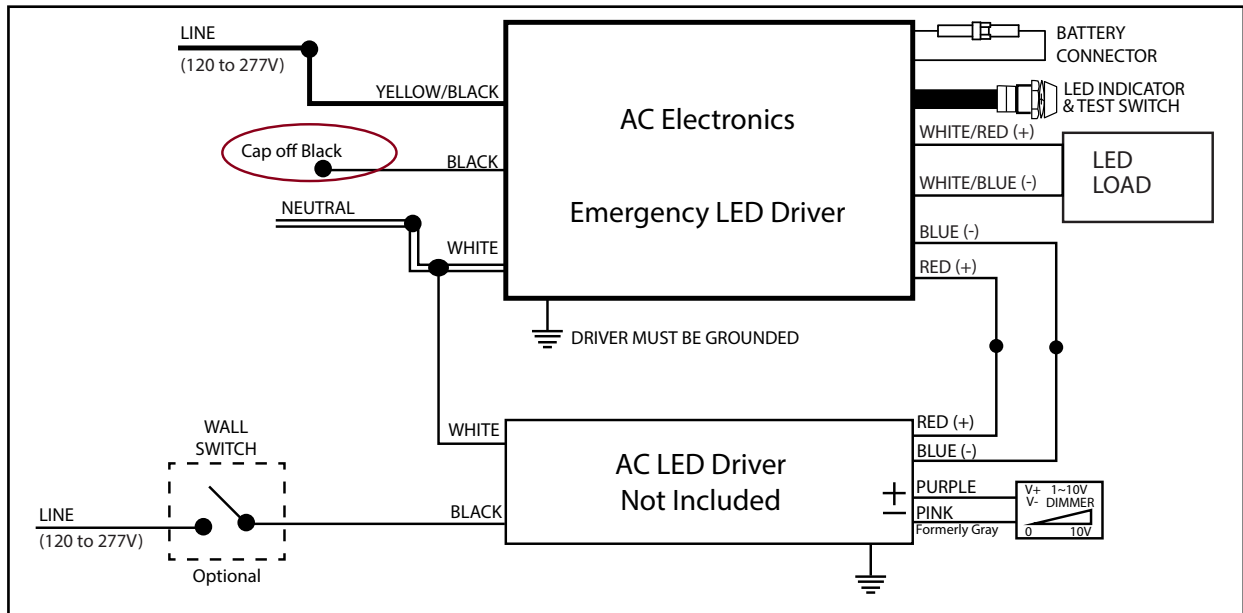 LINE
(120 to 277V)
YELLOW/BLACK
Cap off Black
BLACK
NEUTRAL
WHITE
AC Electronics
Emergency LED Driver
DRIVER MUST BE GROUNDED
BATTERY
CONNECTOR
LED INDICATOR
& TEST SWITCH
WHITE/RED (+)
WHITE/BLUE (-)
LED
LOAD
BLUE (-)
RED (+)
WALL
SWITCH
LINE
(120 to 277V)
Optional
WHITE
BLACK
AC LED Driver
Not Included
RED (+)
BLUE (-)
+ PURPLE
− PINK
Formerly Gray
V+ 1~10V
V- DIMMER
0 10V